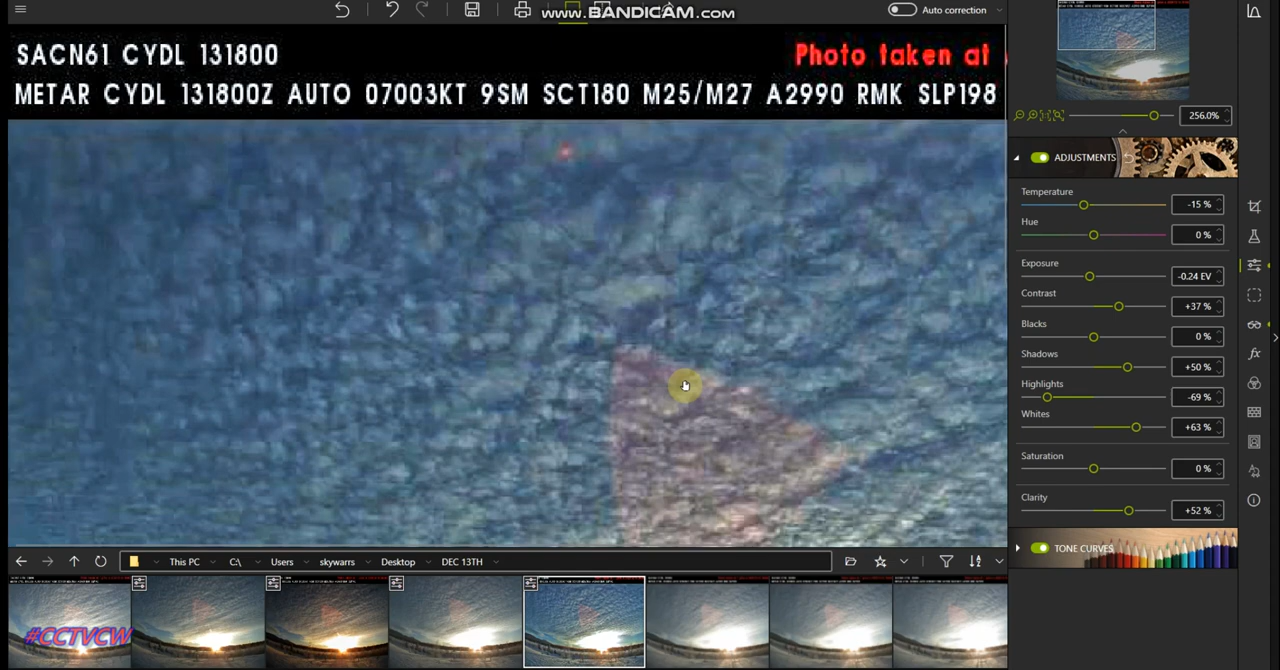 www.BANDICAM.com
Auto correction
SACN61 CYDL 131800
Photo taken at
METAR CYDL 131800Z AUTO 07003KT 9SM SCT180 M25/M27 A2990 RMK SLP198
256.0%
ADJUSTMENTS
Temperature
-15 %
Hue
0 %
Exposure
-0.24 EV
Contrast
+37 %
Blacks
0 %
Shadows
+50 %
Highlights
-69 %
Whites
+63 %
Saturation
0 %
Clarity
+52 %
TONE CURVES
This PC
C:\
Users
skywarrs
Desktop
DEC 13TH
#CCTVCW